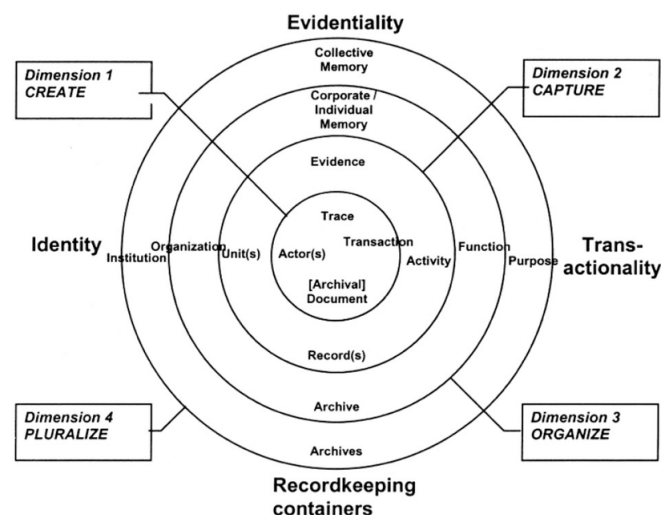 Evidentiality
Collective
Memory
Dimension 1
CREATE
Dimension 2
CAPTURE
Corporate /
Individual
Memory
Evidence
Trace
Identity
Institution
Organization
Unit(s)
Actor(s)
Transaction
Activity
Function
Purpose
Trans-
actionality
[Archival]
Document
Record(s)
Archive
Archives
Dimension 4
PLURALIZE
Dimension 3
ORGANIZE
Recordkeeping
containers